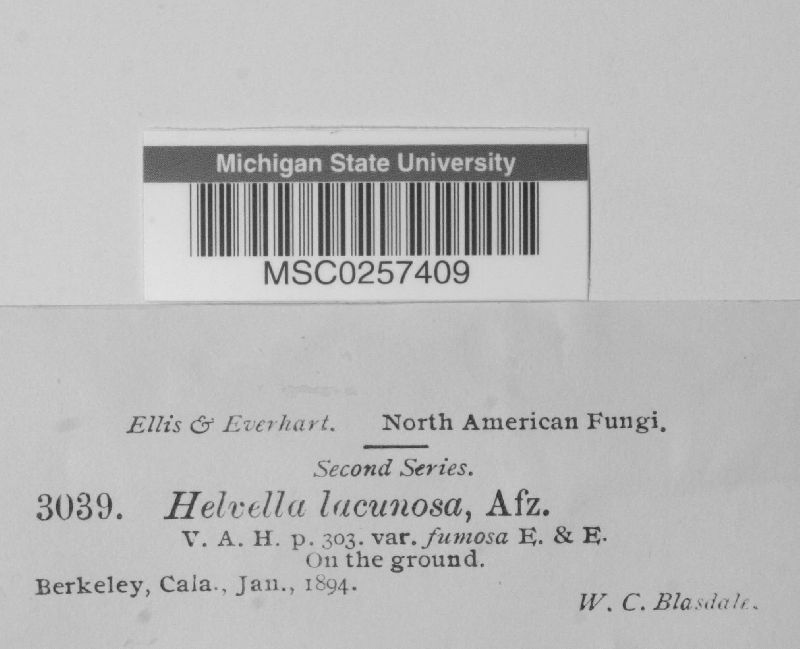 Michigan State University
MSC0257409
Ellis & Everhart. North American Fungi.
Second Series.
3039. Helvella lacunosa, Afz.
V. A. H. p. 303. var. fumosa E. & E.
On the ground.
Berkeley, Cala., Jan., 1894.
W. C. Blasdale.